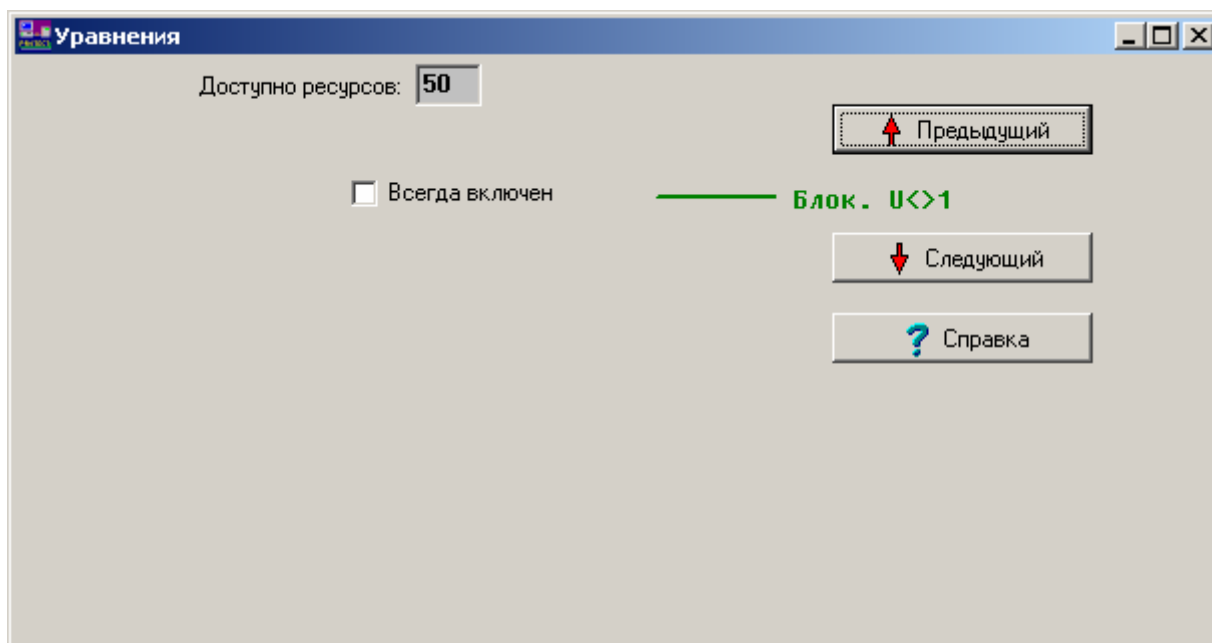 Уравнения
Доступно ресурсов: 50
Предыдущий
Всегда включен
Блок. U<>1
Следующий
Справка